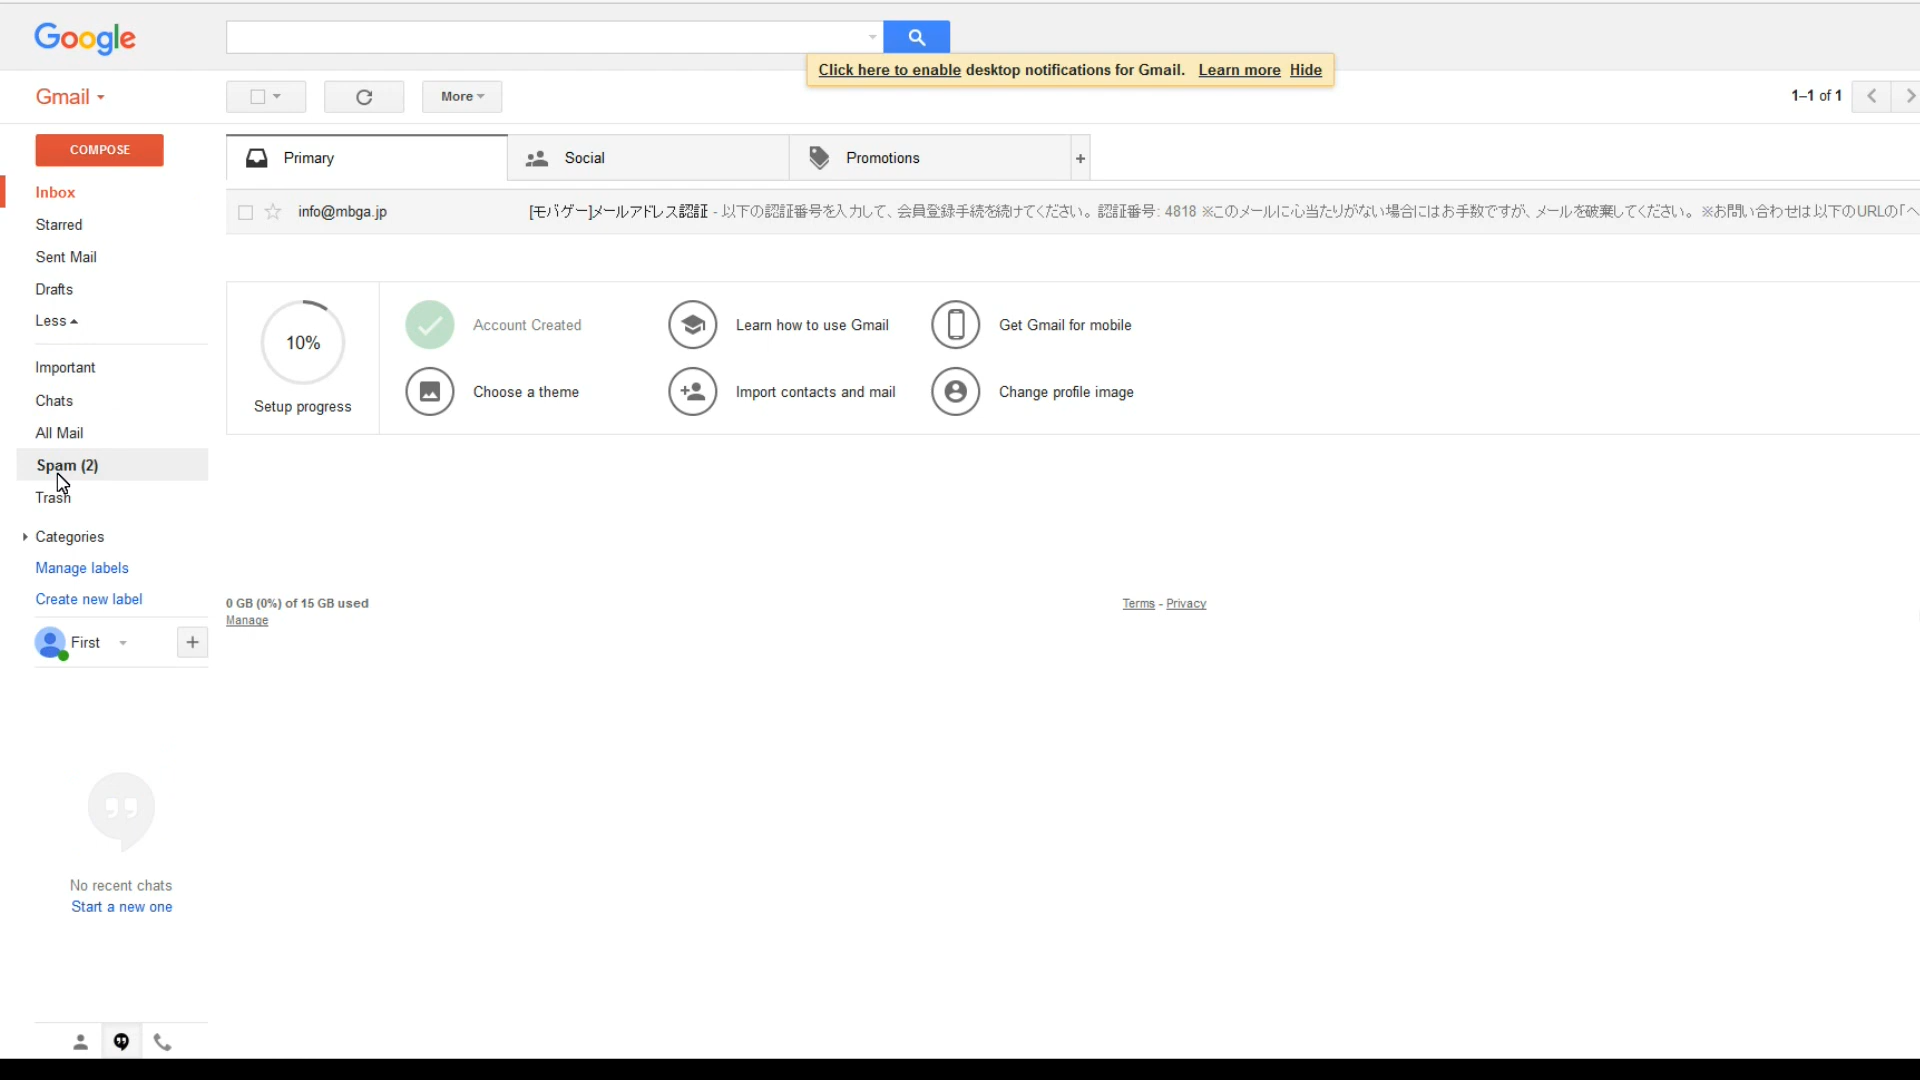 Google
Click here to enable desktop notifications for Gmail. Learn more Hide
Gmail
More
1–1 of 1
COMPOSE
Primary
Social
Promotions
+
Inbox
info@mbga.jp
[モバゲー]メールアドレス認証 - 以下の認証番号を入力して、会員登録手続を続けてください。認証番号: 4818 ※このメールに心当たりがない場合にはお手数ですが、メールを破棄してください。※お問い合わせは以下のURLの「ヘ
Starred
Sent Mail
Drafts
Less
Important
Chats
All Mail
Spam (2)
Trash
Categories
Manage labels
Create new label
First
10%
Setup progress
Account Created
Learn how to use Gmail
Get Gmail for mobile
Choose a theme
Import contacts and mail
Change profile image
0 GB (0%) of 15 GB used
Manage
Terms - Privacy
No recent chats
Start a new one